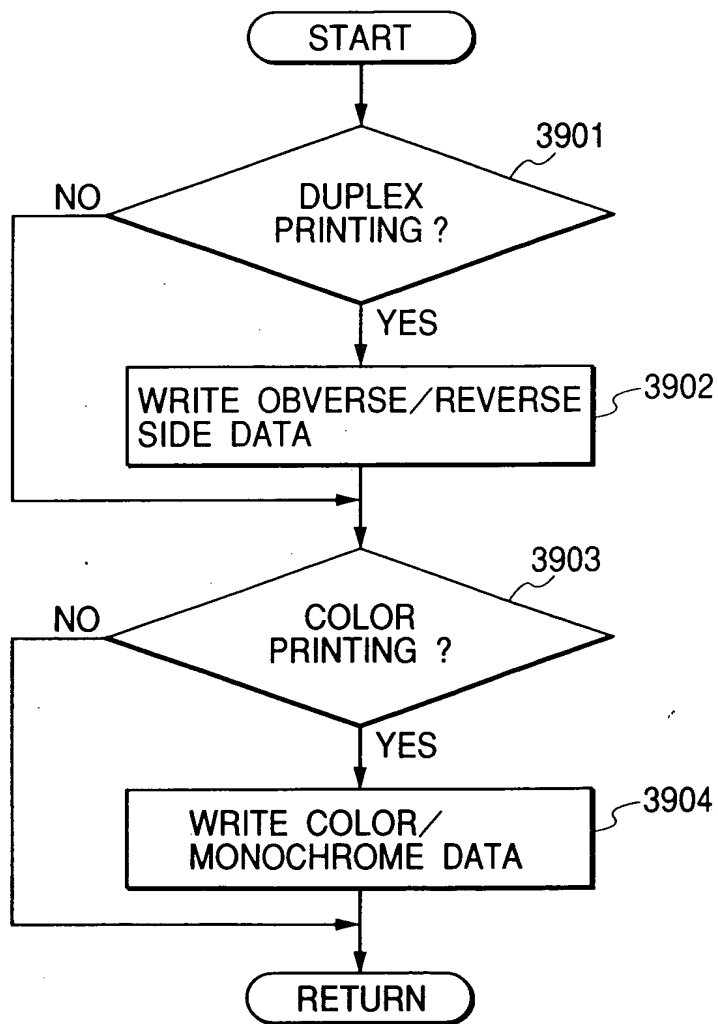 START
3901
NO
DUPLEX
PRINTING ?
YES
WRITE OBVERSE/REVERSE
SIDE DATA
3902
3903
NO
COLOR
PRINTING ?
YES
WRITE COLOR/
MONOCHROME DATA
3904
RETURN